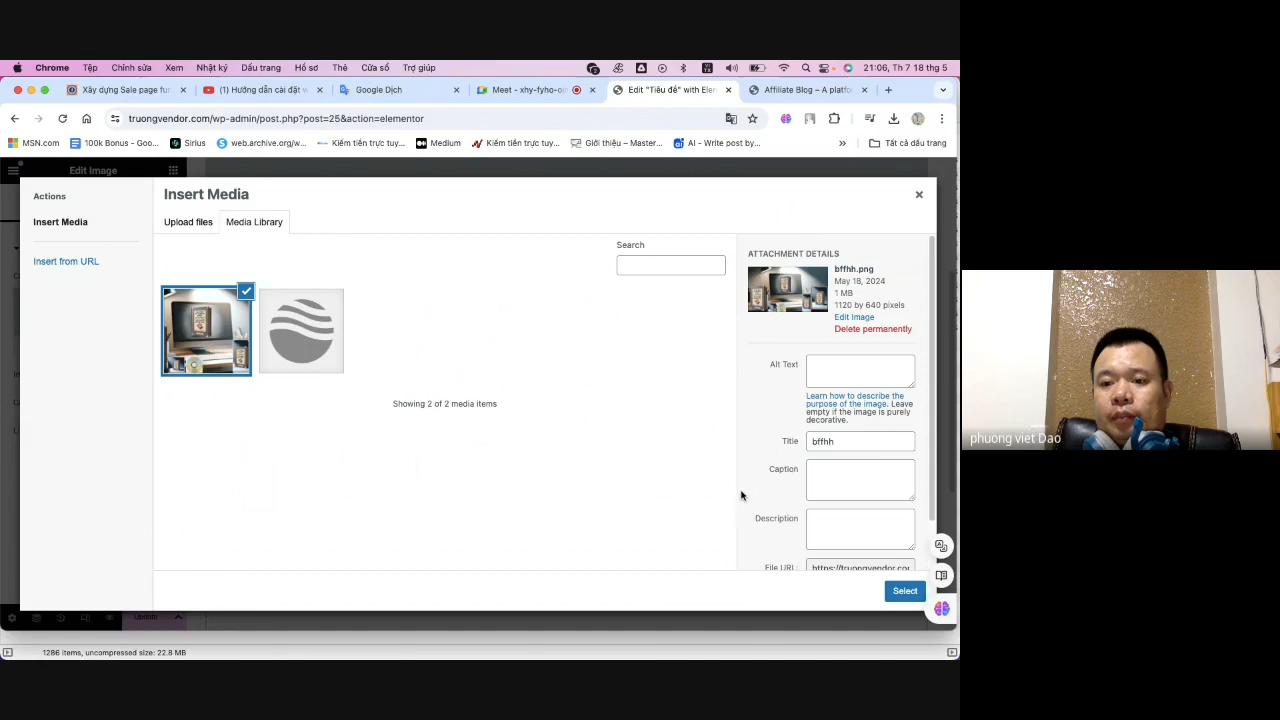 Chrome Tệp Chỉnh sửa Xem Nhật ký Dấu trang Hồ sơ Thẻ Cửa sổ Trợ giúp 21:06, Th 7 18 thg 5
Xây dựng Sale page fur (1) Hướng dẫn cài đặt w Google Dịch Meet - xhy-fyho- Edit "Tiêu đề" with Elem Affiliate Blog – A platfo
truongvendor.com/wp-admin/post.php?post=25&action=elementor
MSN.com 100k Bonus - Goo... Sirius web.archive.org/w... Kiếm tiền trực tuy... Medium Kiếm tiền trực tuy... Giới thiệu – Master... AI - Write post by... » Tất cả dấu trang
Edit Image
Actions
Insert Media
Insert from URL
Insert Media
Upload files Media Library
Search
Showing 2 of 2 media items
ATTACHMENT DETAILS
bffhh.png
May 18, 2024
1 MB
1120 by 640 pixels
Edit Image
Delete permanently
Alt Text
Learn how to describe the
purpose of the image. Leave
empty if the image is purely
decorative.
Title bffhh
Caption
Description
File URL: https://truongvendor.co
Select
Update
1286 items, uncompressed size: 22.8 MB
phuong viet Dao